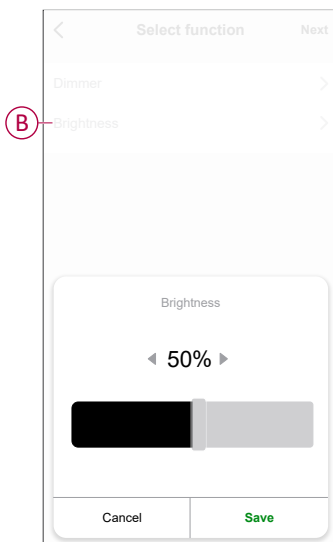 Select function Next
Dimmer
B Brightness
Brightness
50%
Cancel Save